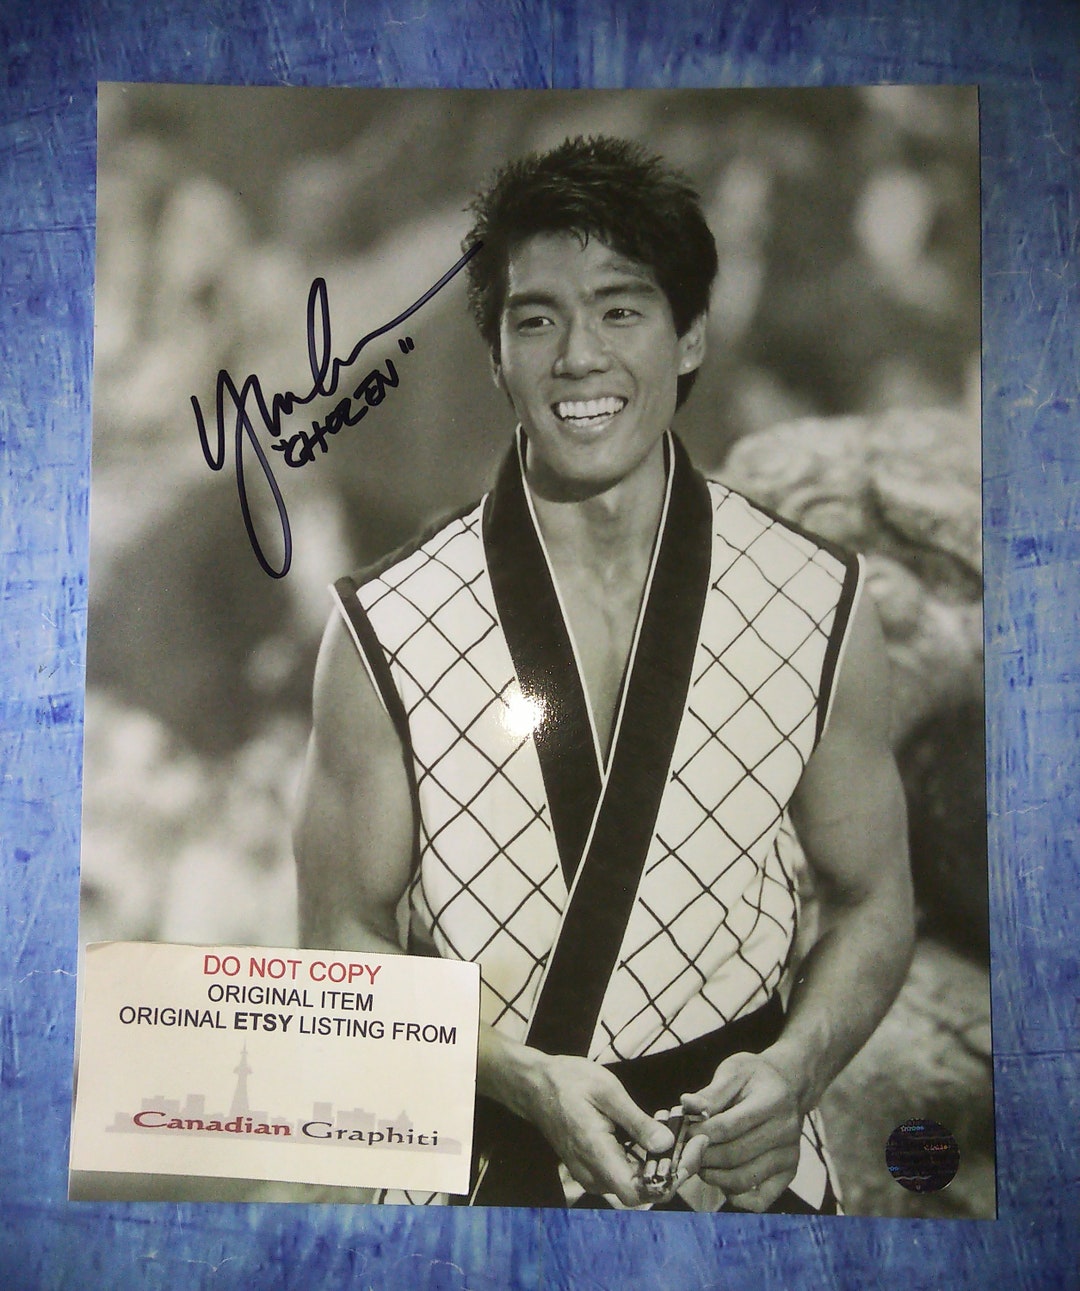 "CHOZEN"
DO NOT COPY
ORIGINAL ITEM
ORIGINAL ETSY LISTING FROM
Canadian Graphiti